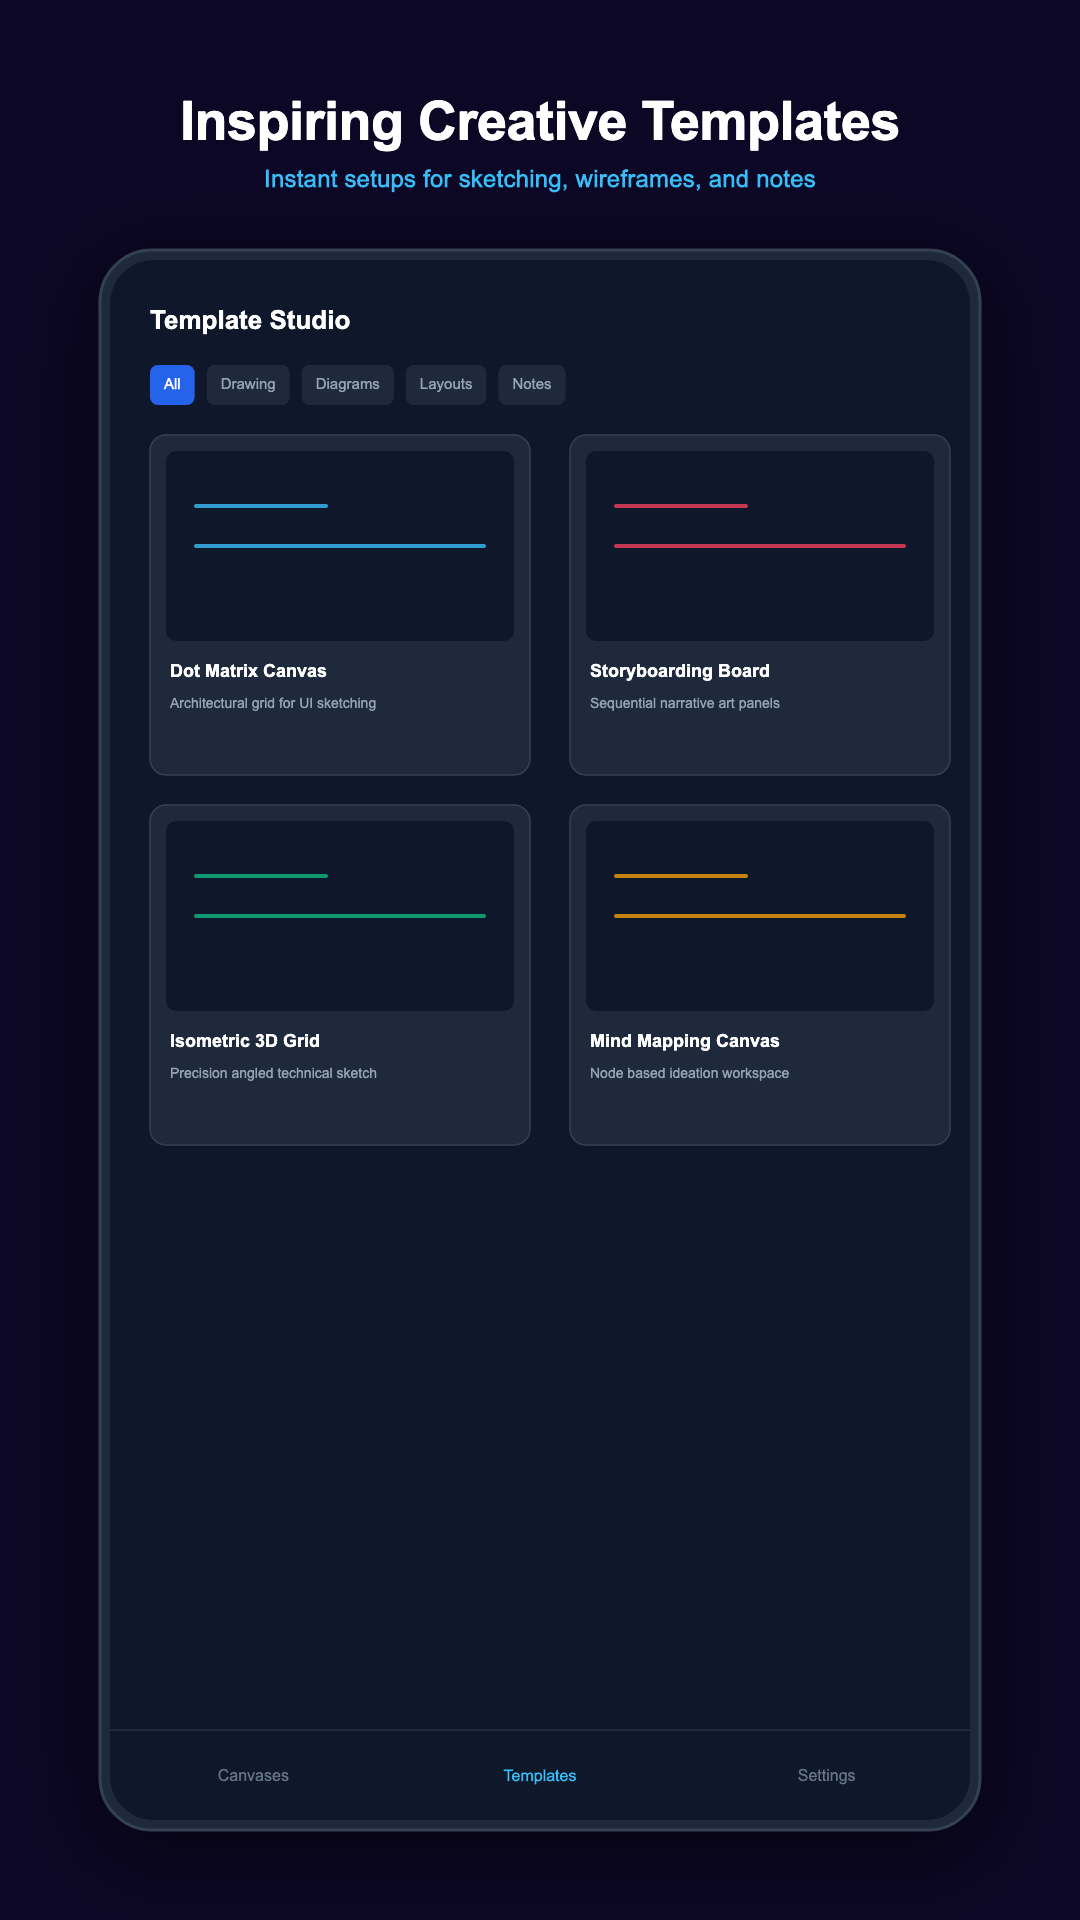 Inspiring Creative Templates
Instant setups for sketching, wireframes, and notes
Template Studio
All Drawing Diagrams Layouts Notes
Dot Matrix Canvas
Architectural grid for UI sketching
Storyboarding Board
Sequential narrative art panels
Isometric 3D Grid
Precision angled technical sketch
Mind Mapping Canvas
Node based ideation workspace
Canvases Templates Settings